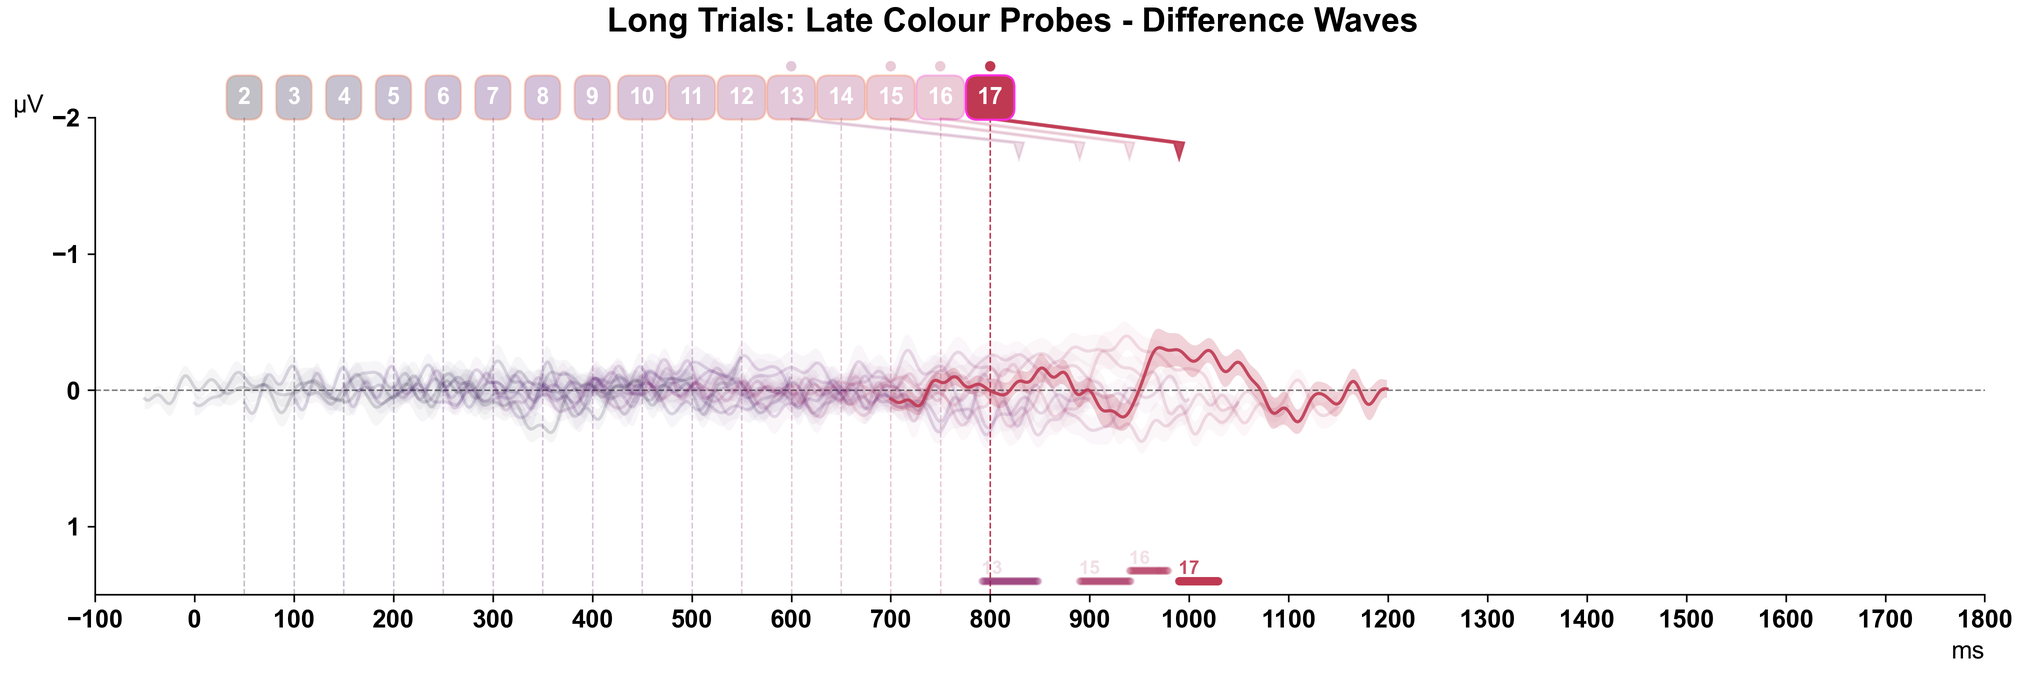 Long Trials: Late Colour Probes - Difference Waves
2 3 4 5 6 7 8 9 10 11 12 13 14 15 16 17
µV
−2
−1
0
1
13 15 16 17
−100 0 100 200 300 400 500 600 700 800 900 1000 1100 1200 1300 1400 1500 1600 1700 1800
ms